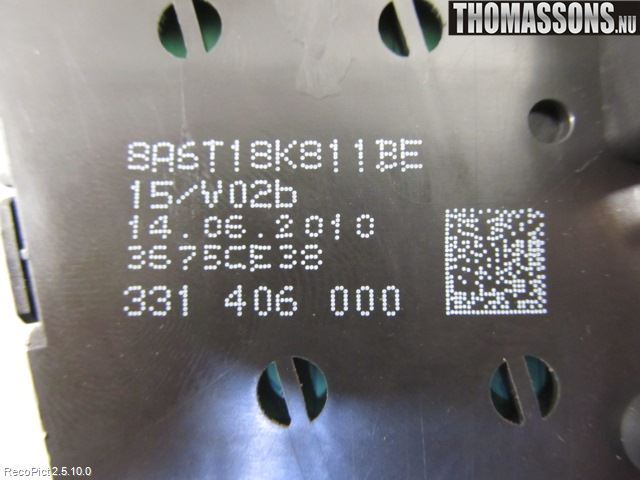 THOMASSONS.NU
8A6T18K811BE
15/V02b
14.06.2010
3675CE38
331 406 000
RecoPict 2.5.10.0